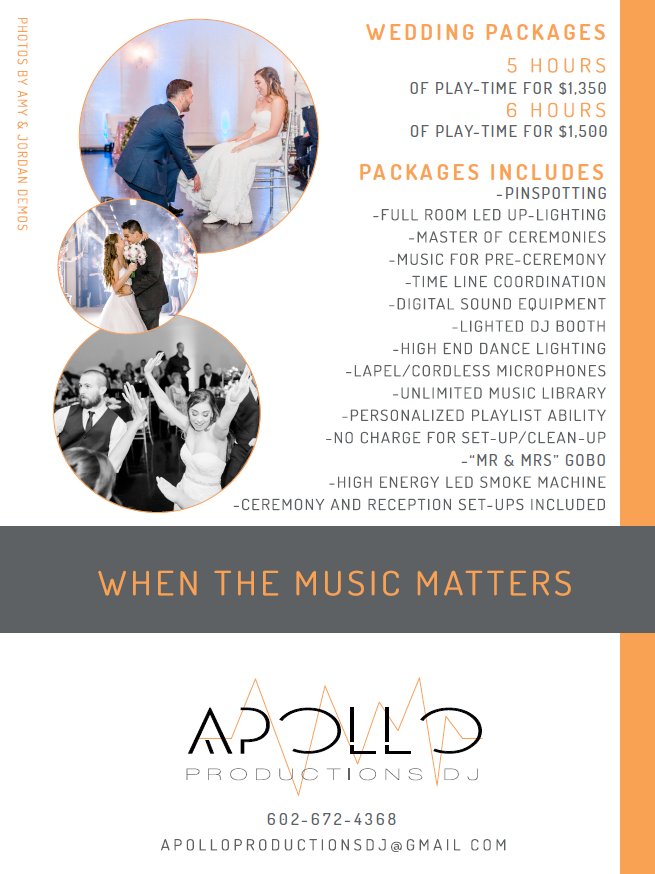 PHOTOS BY AMY & JORDAN DEMOS
WEDDING PACKAGES
5 HOURS
OF PLAY-TIME FOR $1,350
6 HOURS
OF PLAY-TIME FOR $1,500
PACKAGES INCLUDES
-PINSPOTTING
-FULL ROOM LED UP-LIGHTING
-MASTER OF CEREMONIES
-MUSIC FOR PRE-CEREMONY
-TIME LINE COORDINATION
-DIGITAL SOUND EQUIPMENT
-LIGHTED DJ BOOTH
-HIGH END DANCE LIGHTING
-LAPEL/CORDLESS MICROPHONES
-UNLIMITED MUSIC LIBRARY
-PERSONALIZED PLAYLIST ABILITY
-NO CHARGE FOR SET-UP/CLEAN-UP
-“MR & MRS” GOBO
-HIGH ENERGY LED SMOKE MACHINE
-CEREMONY AND RECEPTION SET-UPS INCLUDED
WHEN THE MUSIC MATTERS
APOLLO
PRODUCTIONS DJ
602-672-4368
APOLLOPRODUCTIONSDJ@GMAIL COM